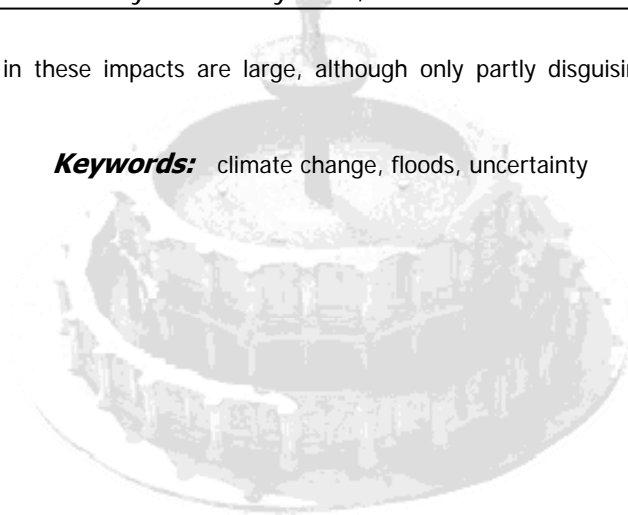 in these impacts are large, although only partly disguisi
Keywords: climate change, floods, uncertainty